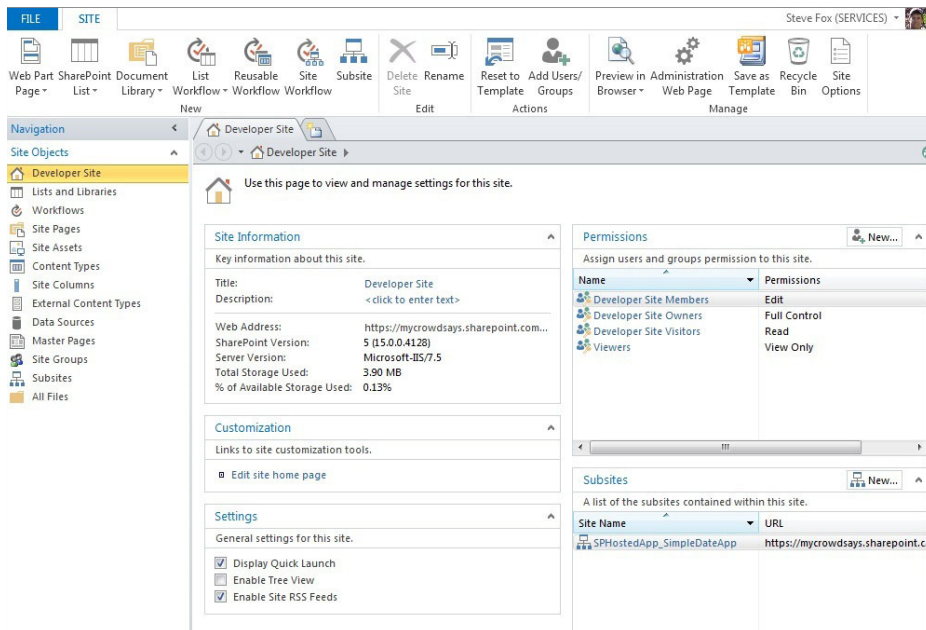 FILE SITE Steve Fox (SERVICES)
Web Part Page SharePoint List Document Library List Workflow Reusable Workflow Site Workflow Subsite Delete Site Rename Reset to Template Add Users/ Groups Preview in Browser Administration Web Page Save as Template Recycle Bin Site Options
New Edit Actions Manage
Navigation
Site Objects
Developer Site
Lists and Libraries
Workflows
Site Pages
Site Assets
Content Types
Site Columns
External Content Types
Data Sources
Master Pages
Site Groups
Subsites
All Files
Developer Site
Developer Site
Use this page to view and manage settings for this site.
Site Information
Key information about this site.
Title: Developer Site
Description: <click to enter text>
Web Address: https://mycrowdsays.sharepoint.com...
SharePoint Version: 5 (15.0.0.4128)
Server Version: Microsoft-IIS/7.5
Total Storage Used: 3.90 MB
% of Available Storage Used: 0.13%
Customization
Links to site customization tools.
Edit site home page
Settings
General settings for this site.
Display Quick Launch
Enable Tree View
Enable Site RSS Feeds
Permissions New...
Assign users and groups permission to this site.
Name Permissions
Developer Site Members Edit
Developer Site Owners Full Control
Developer Site Visitors Read
Viewers View Only
Subsites New...
A list of the subsites contained within this site.
Site Name URL
SPHostedApp_SimpleDateApp https://mycrowdsays.sharepoint.c